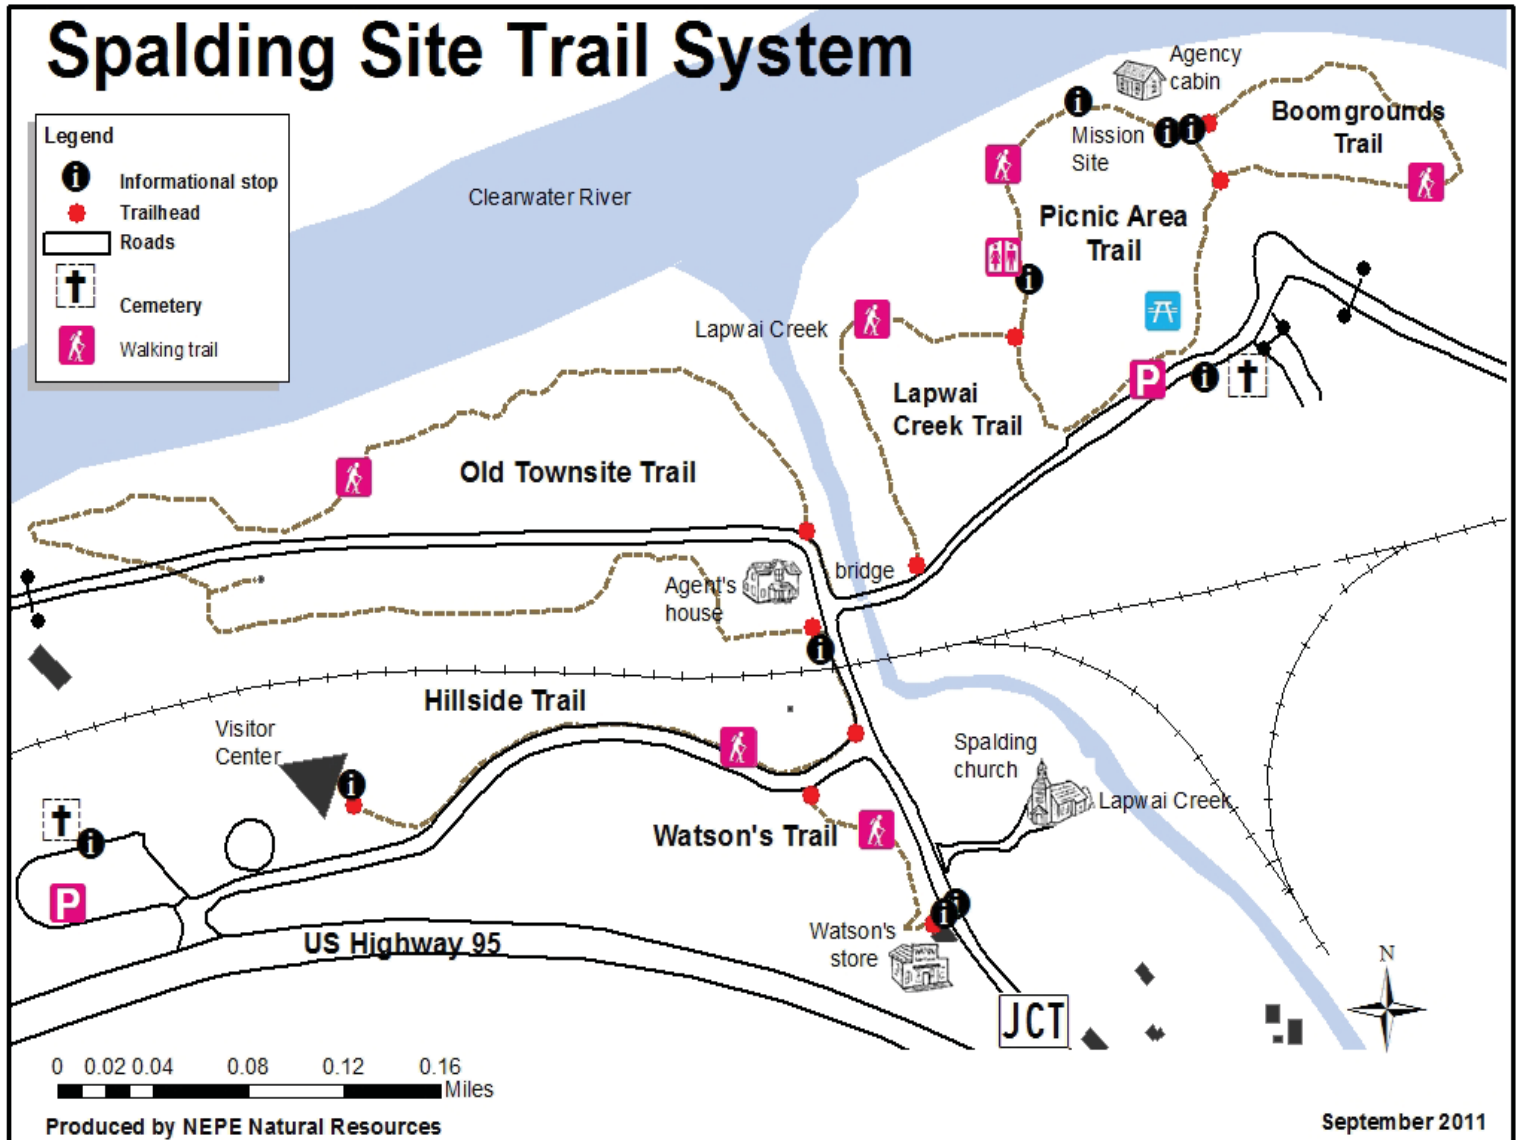 Spalding Site Trail System
Legend
i Informational stop
Trailhead
Roads
Cemetery
Walking trail
Clearwater River
Agency
cabin
i
i i
Mission
Site
Boomgrounds
Trail
Picnic Area
Trail
i
Lapwai Creek
Lapwai
Creek Trail
P
i
Old Townsite Trail
bridge
Agent's
house
i
Hillside Trail
Visitor
Center
i
Spalding
church
Lapwai Creek
Watson's Trail
i
P
i i
Watson's
store
US Highway 95
JCT
N
0 0.02 0.04 0.08 0.12 0.16
Miles
Produced by NEPE Natural Resources
September 2011